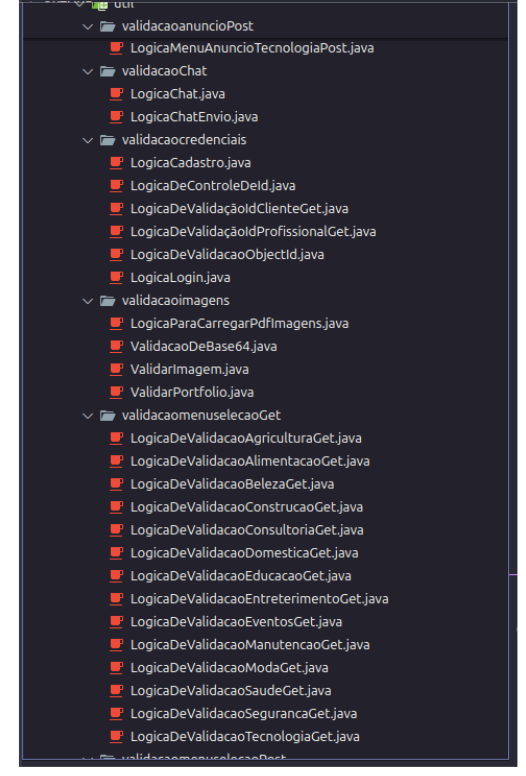 util
validacaoanuncioPost
LogicaMenuAnuncioTecnologiaPost.java
validacaoChat
LogicaChat.java
LogicaChatEnvio.java
validacaocredenciais
LogicaCadastro.java
LogicaDeControleDeId.java
LogicaDeValidaçãoIdClienteGet.java
LogicaDeValidaçãoIdProfissionalGet.java
LogicaDeValidacaoObjectId.java
LogicaLogin.java
validacaoimagens
LogicaParaCarregarPdfImagens.java
ValidacaoDeBase64.java
ValidarImagem.java
ValidarPortfolio.java
validacaomenuselecaoGet
LogicaDeValidacaoAgriculturaGet.java
LogicaDeValidacaoAlimentacaoGet.java
LogicaDeValidacaoBelezaGet.java
LogicaDeValidacaoConstrucaoGet.java
LogicaDeValidacaoConsultoriaGet.java
LogicaDeValidacaoDomesticaGet.java
LogicaDeValidacaoEducacaoGet.java
LogicaDeValidacaoEntreterimentoGet.java
LogicaDeValidacaoEventosGet.java
LogicaDeValidacaoManutencaoGet.java
LogicaDeValidacaoModaGet.java
LogicaDeValidacaoSaudeGet.java
LogicaDeValidacaoSegurancaGet.java
LogicaDeValidacaoTecnologiaGet.java
validacaomenuselecaoPost